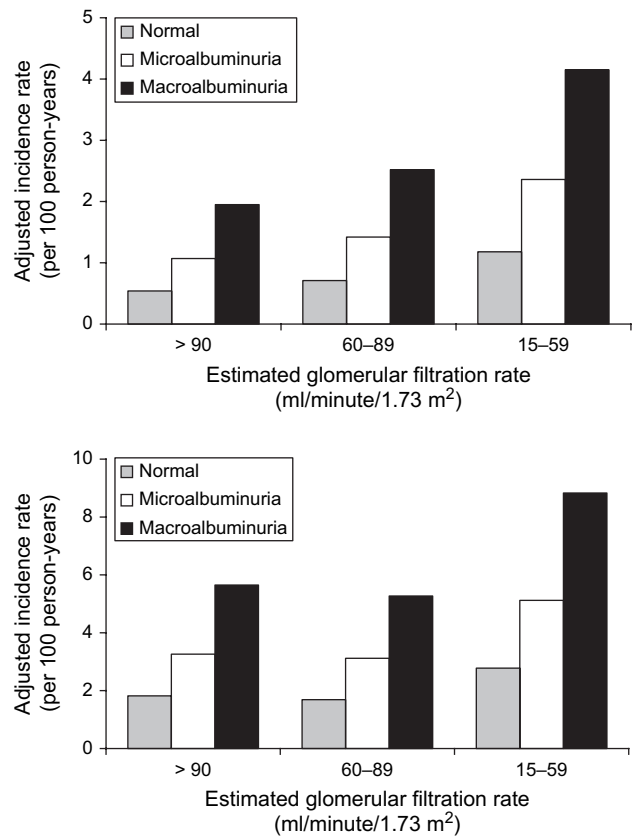 5
4
3
2
1
0
Adjusted incidence rate
(per 100 person-years)
Normal
Microalbuminuria
Macroalbuminuria
> 90
60–89
15–59
Estimated glomerular filtration rate
(ml/minute/1.73 m²)
10
8
6
4
2
0
Adjusted incidence rate
(per 100 person-years)
Normal
Microalbuminuria
Macroalbuminuria
> 90
60–89
15–59
Estimated glomerular filtration rate
(ml/minute/1.73 m²)